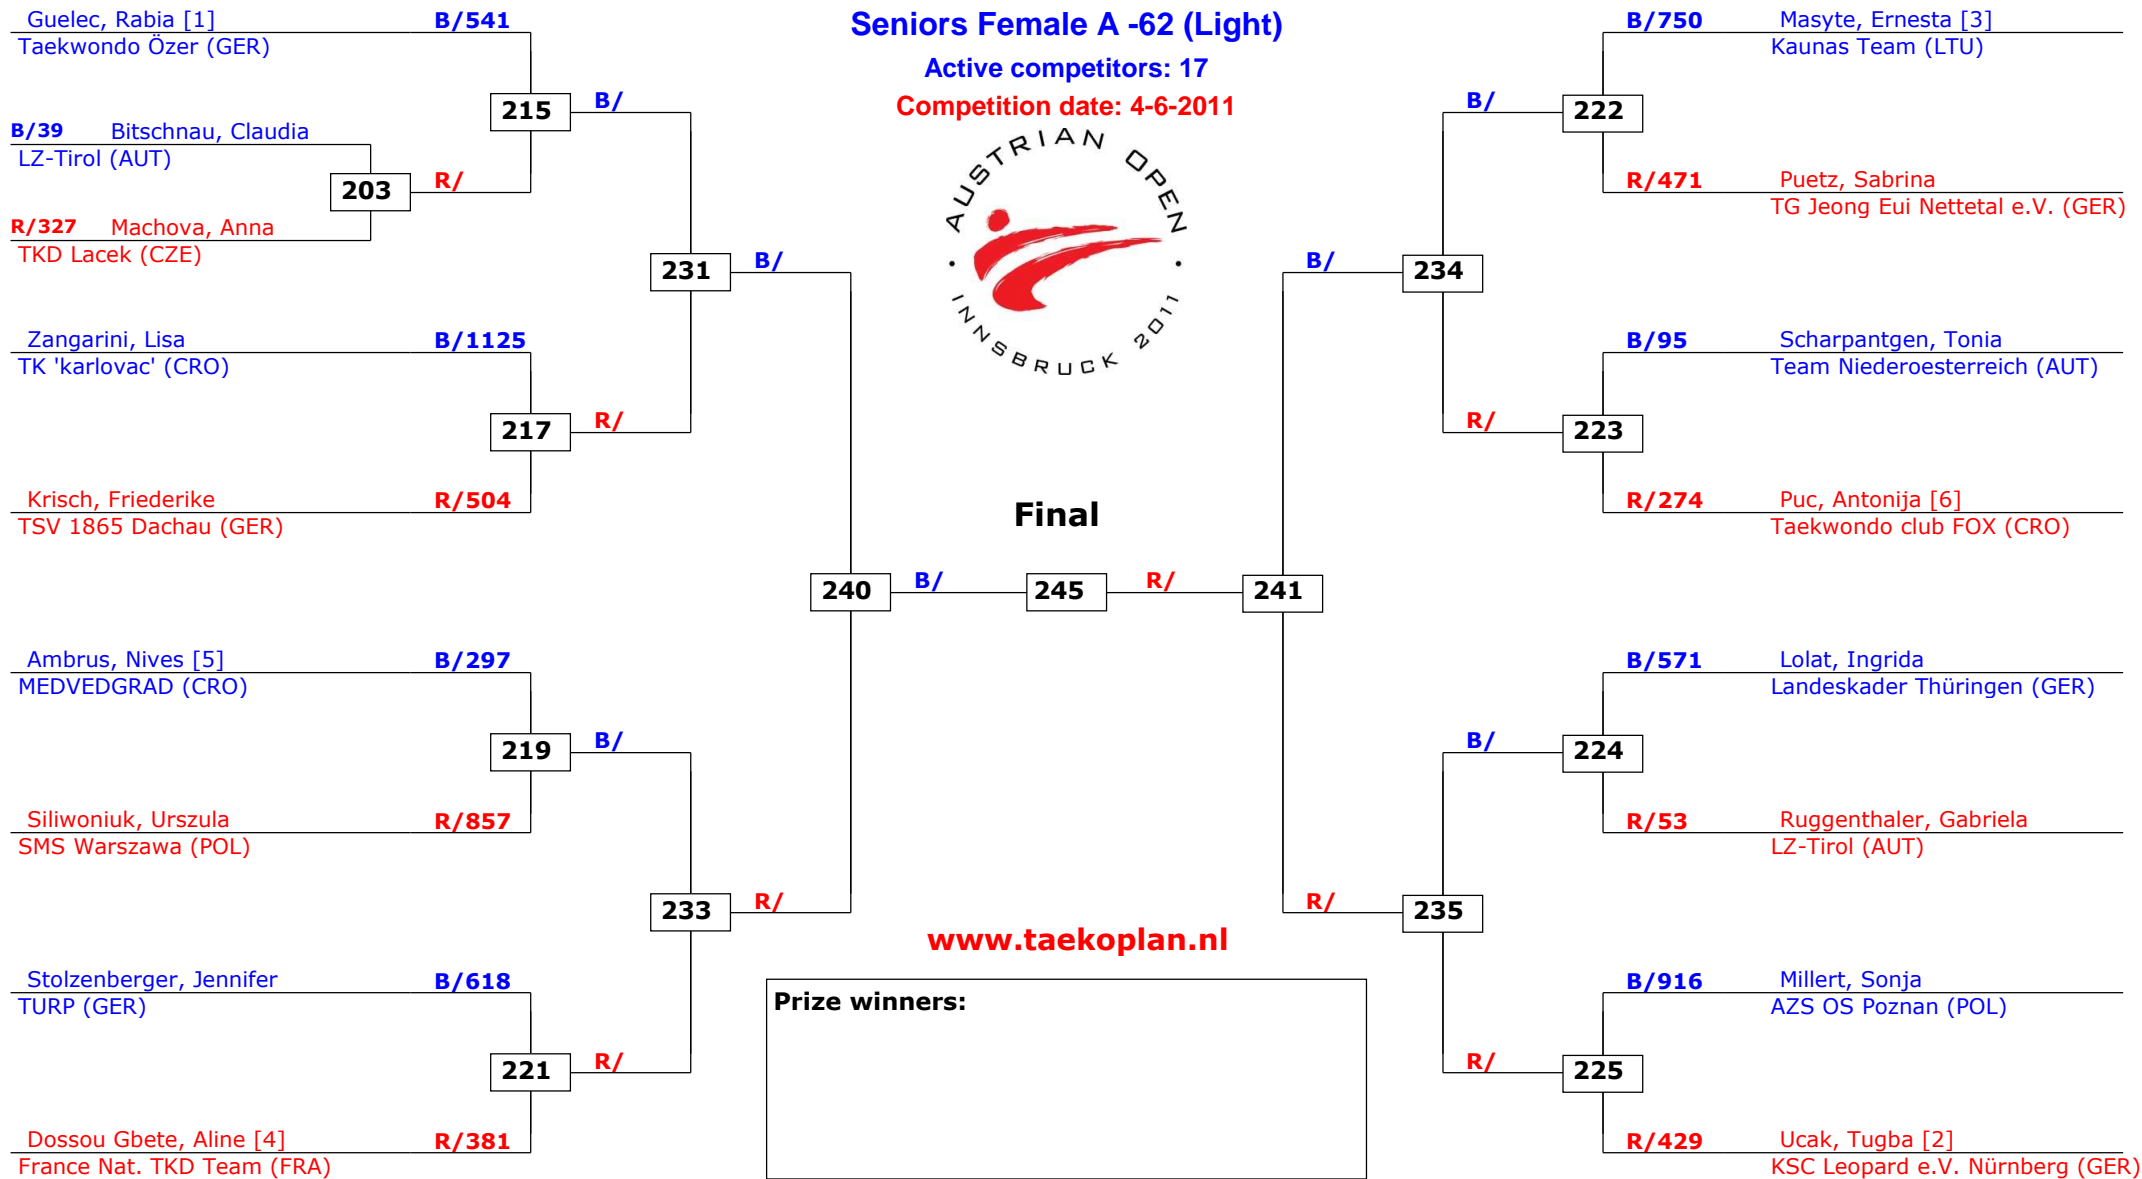 Seniors Female A -62 (Light)
Active competitors: 17
Competition date: 4-6-2011
AUSTRIAN OPEN
· INNSBRUCK 2011 ·
Guelec, Rabia [1] B/541
Taekwondo Özer (GER)
215 B/
B/39 Bitschnau, Claudia
LZ-Tirol (AUT)
203 R/
R/327 Machova, Anna
TKD Lacek (CZE)
231 B/
Zangarini, Lisa B/1125
TK 'karlovac' (CRO)
217 R/
Krisch, Friederike R/504
TSV 1865 Dachau (GER)
240 B/
Ambrus, Nives [5] B/297
MEDVEDGRAD (CRO)
219 B/
Siliwoniuk, Urszula R/857
SMS Warszawa (POL)
233 R/
Stolzenberger, Jennifer B/618
TURP (GER)
221 R/
Dossou Gbete, Aline [4] R/381
France Nat. TKD Team (FRA)
Final
245
B/750 Masyte, Ernesta [3]
Kaunas Team (LTU)
B/ 222
R/471 Puetz, Sabrina
TG Jeong Eui Nettetal e.V. (GER)
B/ 234
B/95 Scharpantgen, Tonia
Team Niederoesterreich (AUT)
R/ 223
R/274 Puc, Antonija [6]
Taekwondo club FOX (CRO)
R/ 241
B/571 Lolat, Ingrida
Landeskader Thüringen (GER)
B/ 224
R/53 Ruggenthaler, Gabriela
LZ-Tirol (AUT)
R/ 235
B/916 Millert, Sonja
AZS OS Poznan (POL)
R/ 225
R/429 Ucak, Tugba [2]
KSC Leopard e.V. Nürnberg (GER)
www.taekoplan.nl
Prize winners: